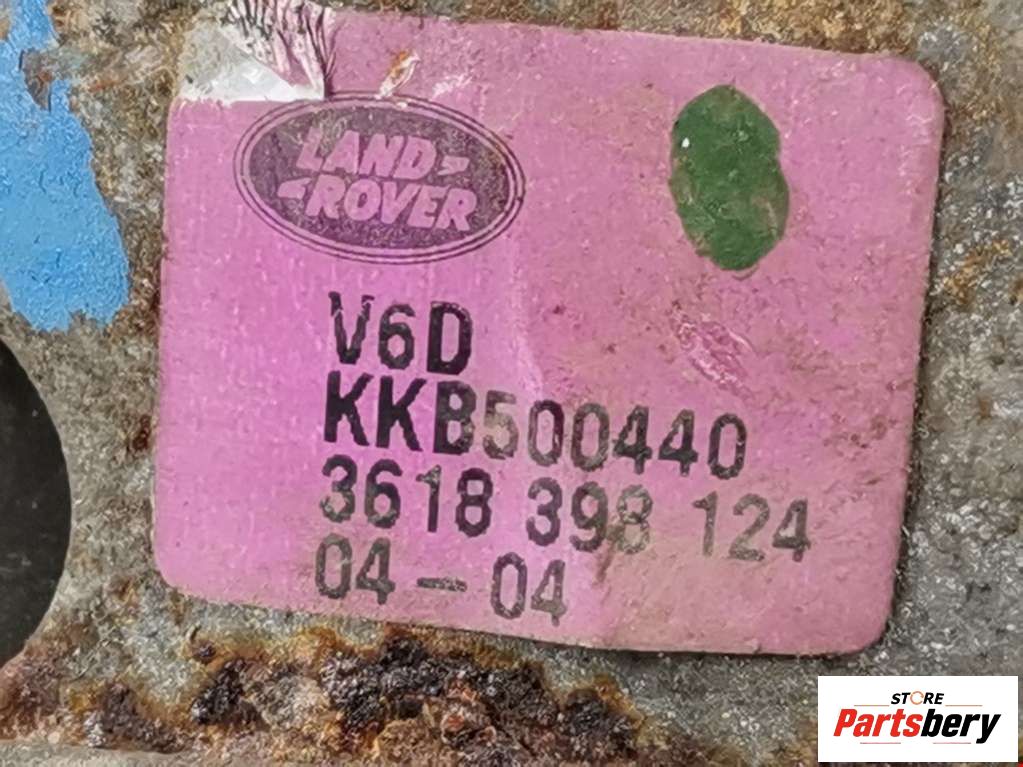 LAND
ROVER
V6D
KKB500440
3618 398 124
04-04
STORE
Partsbery